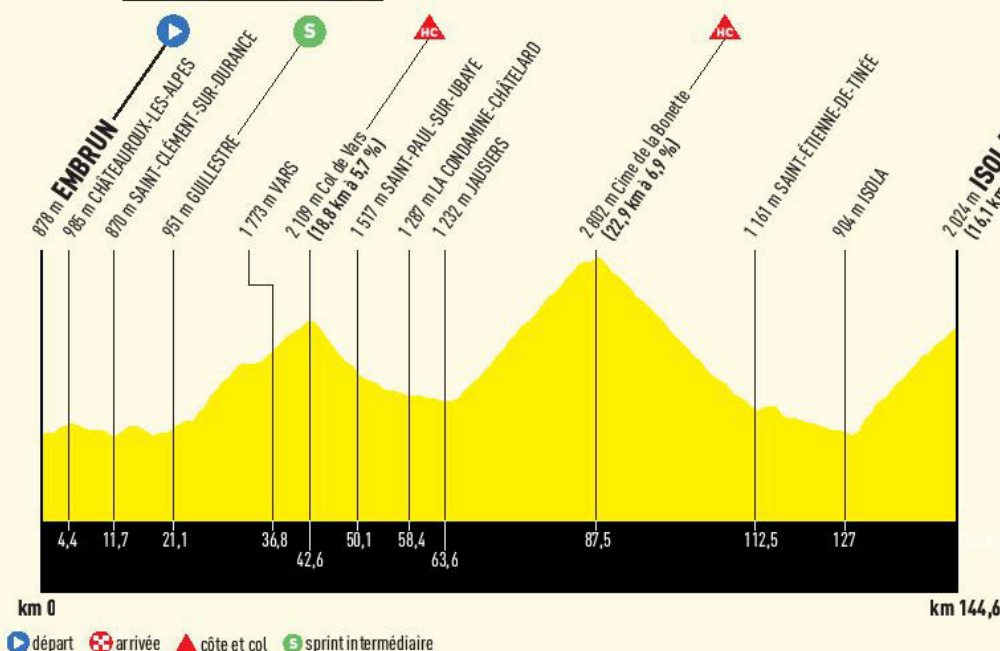 S
HC
HC
878 m EMBRUN
985 m CHÂTEAUROUX-LES-ALPES
870 m SAINT-CLÉMENT-SUR-DURANCE
951 m GUILLESTRE
1 773 m VARS
2 109 m Col de Vars
(18,8 km à 5,7 %)
1 517 m SAINT-PAUL-SUR-UBAYE
1 287 m LA CONDAMINE-CHÂTELARD
1 232 m JAUSIERS
2 802 m Cime de la Bonette
(22,9 km à 6,9 %)
1 161 m SAINT-ÉTIENNE-DE-TINÉE
904 m ISOLA
2 024 m ISOLA
(16,1 km
4,4
11,7
21,1
36,8
42,6
50,1
58,4
63,6
87,5
112,5
127
km 0
km 144,6
départ
arrivée
côte et col
S sprint intermédiaire